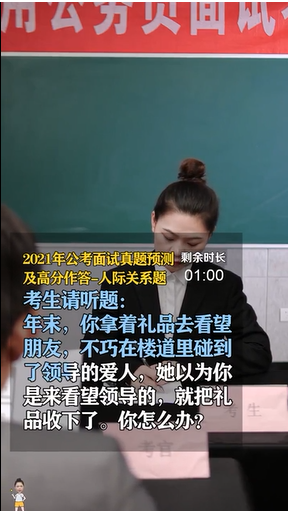 用公务员面试
2021年公考面试真题预测
及高分作答-人际关系题
剩余时长
01:00
考生请听题:
年末，你拿着礼品去看望
朋友，不巧在楼道里碰到
了领导的爱人，她以为你
是来看望领导的，就把礼
品收下了。你怎么办?
考生
考官